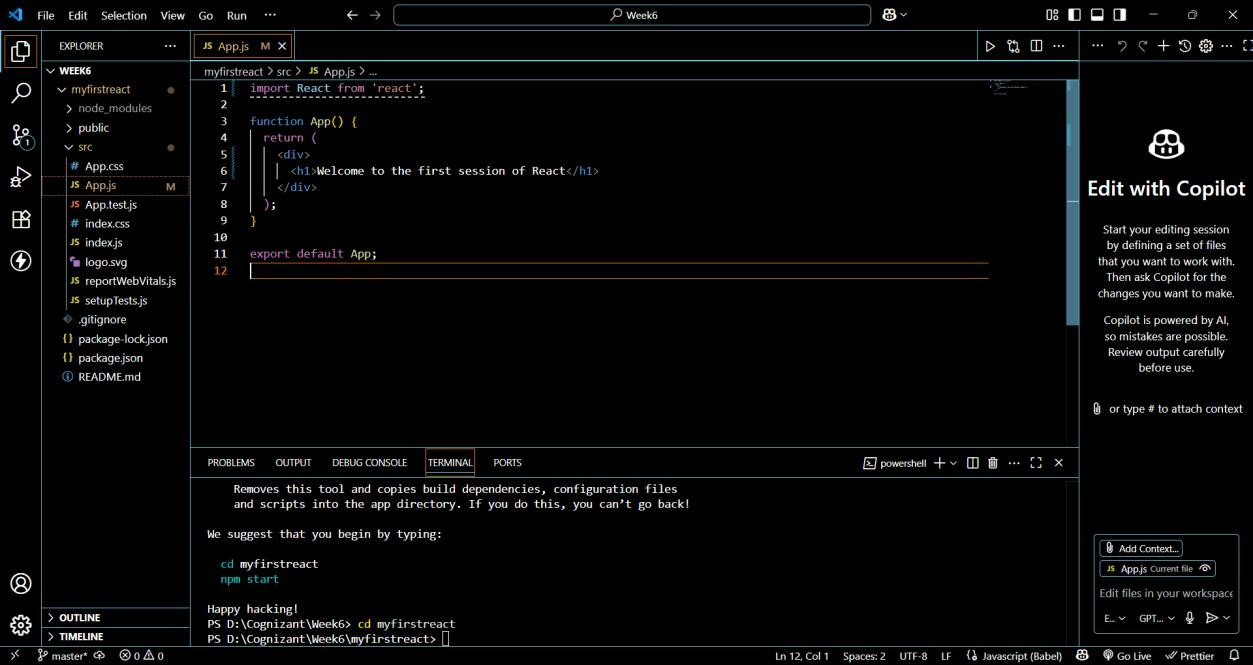 File Edit Selection View Go Run ···
Week6
EXPLORER ···
WEEK6
myfirstreact
node_modules
public
src
# App.css
JS App.js M
JS App.test.js
# index.css
JS index.js
logo.svg
JS reportWebVitals.js
JS setupTests.js
.gitignore
{} package-lock.json
{} package.json
README.md
OUTLINE
TIMELINE
1
JS App.js M
myfirstreact > src > JS App.js > ...
1 import React from 'react';
2
3 function App() {
4 return (
5 <div>
6 <h1>Welcome to the first session of React</h1>
7 </div>
8 );
9 }
10
11 export default App;
12
PROBLEMS OUTPUT DEBUG CONSOLE TERMINAL PORTS
powershell
Removes this tool and copies build dependencies, configuration files
and scripts into the app directory. If you do this, you can't go back!
We suggest that you begin by typing:
cd myfirstreact
npm start
Happy hacking!
PS D:\Cognizant\Week6> cd myfirstreact
PS D:\Cognizant\Week6\myfirstreact>
Edit with Copilot
Start your editing session
by defining a set of files
that you want to work with.
Then ask Copilot for the
changes you want to make.
Copilot is powered by AI,
so mistakes are possible.
Review output carefully
before use.
or type # to attach context
Add Context...
JS App.js Current file
Edit files in your workspace
E... GPT...
master* 0 0
Ln 12, Col 1 Spaces: 2 UTF-8 LF {} Javascript (Babel) Go Live Prettier